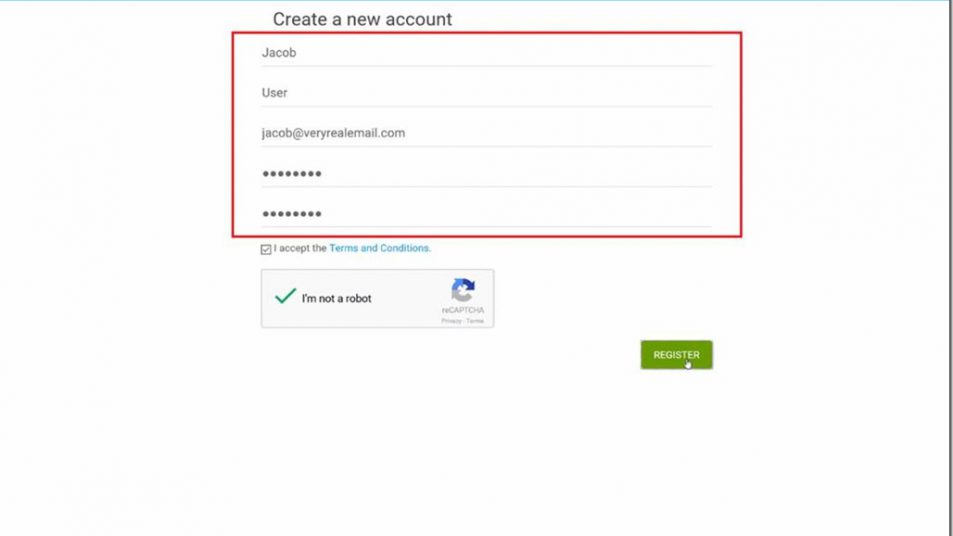 Create a new account
Jacob
User
jacob@veryrealemail.com
●●●●●●●●
●●●●●●●●
I accept the Terms and Conditions.
I'm not a robot
reCAPTCHA
Privacy - Terms
REGISTER